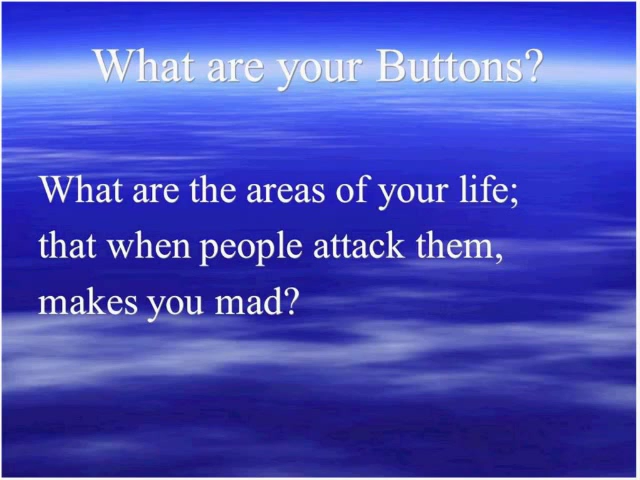 What are your Buttons?
What are the areas of your life;
that when people attack them,
makes you mad?